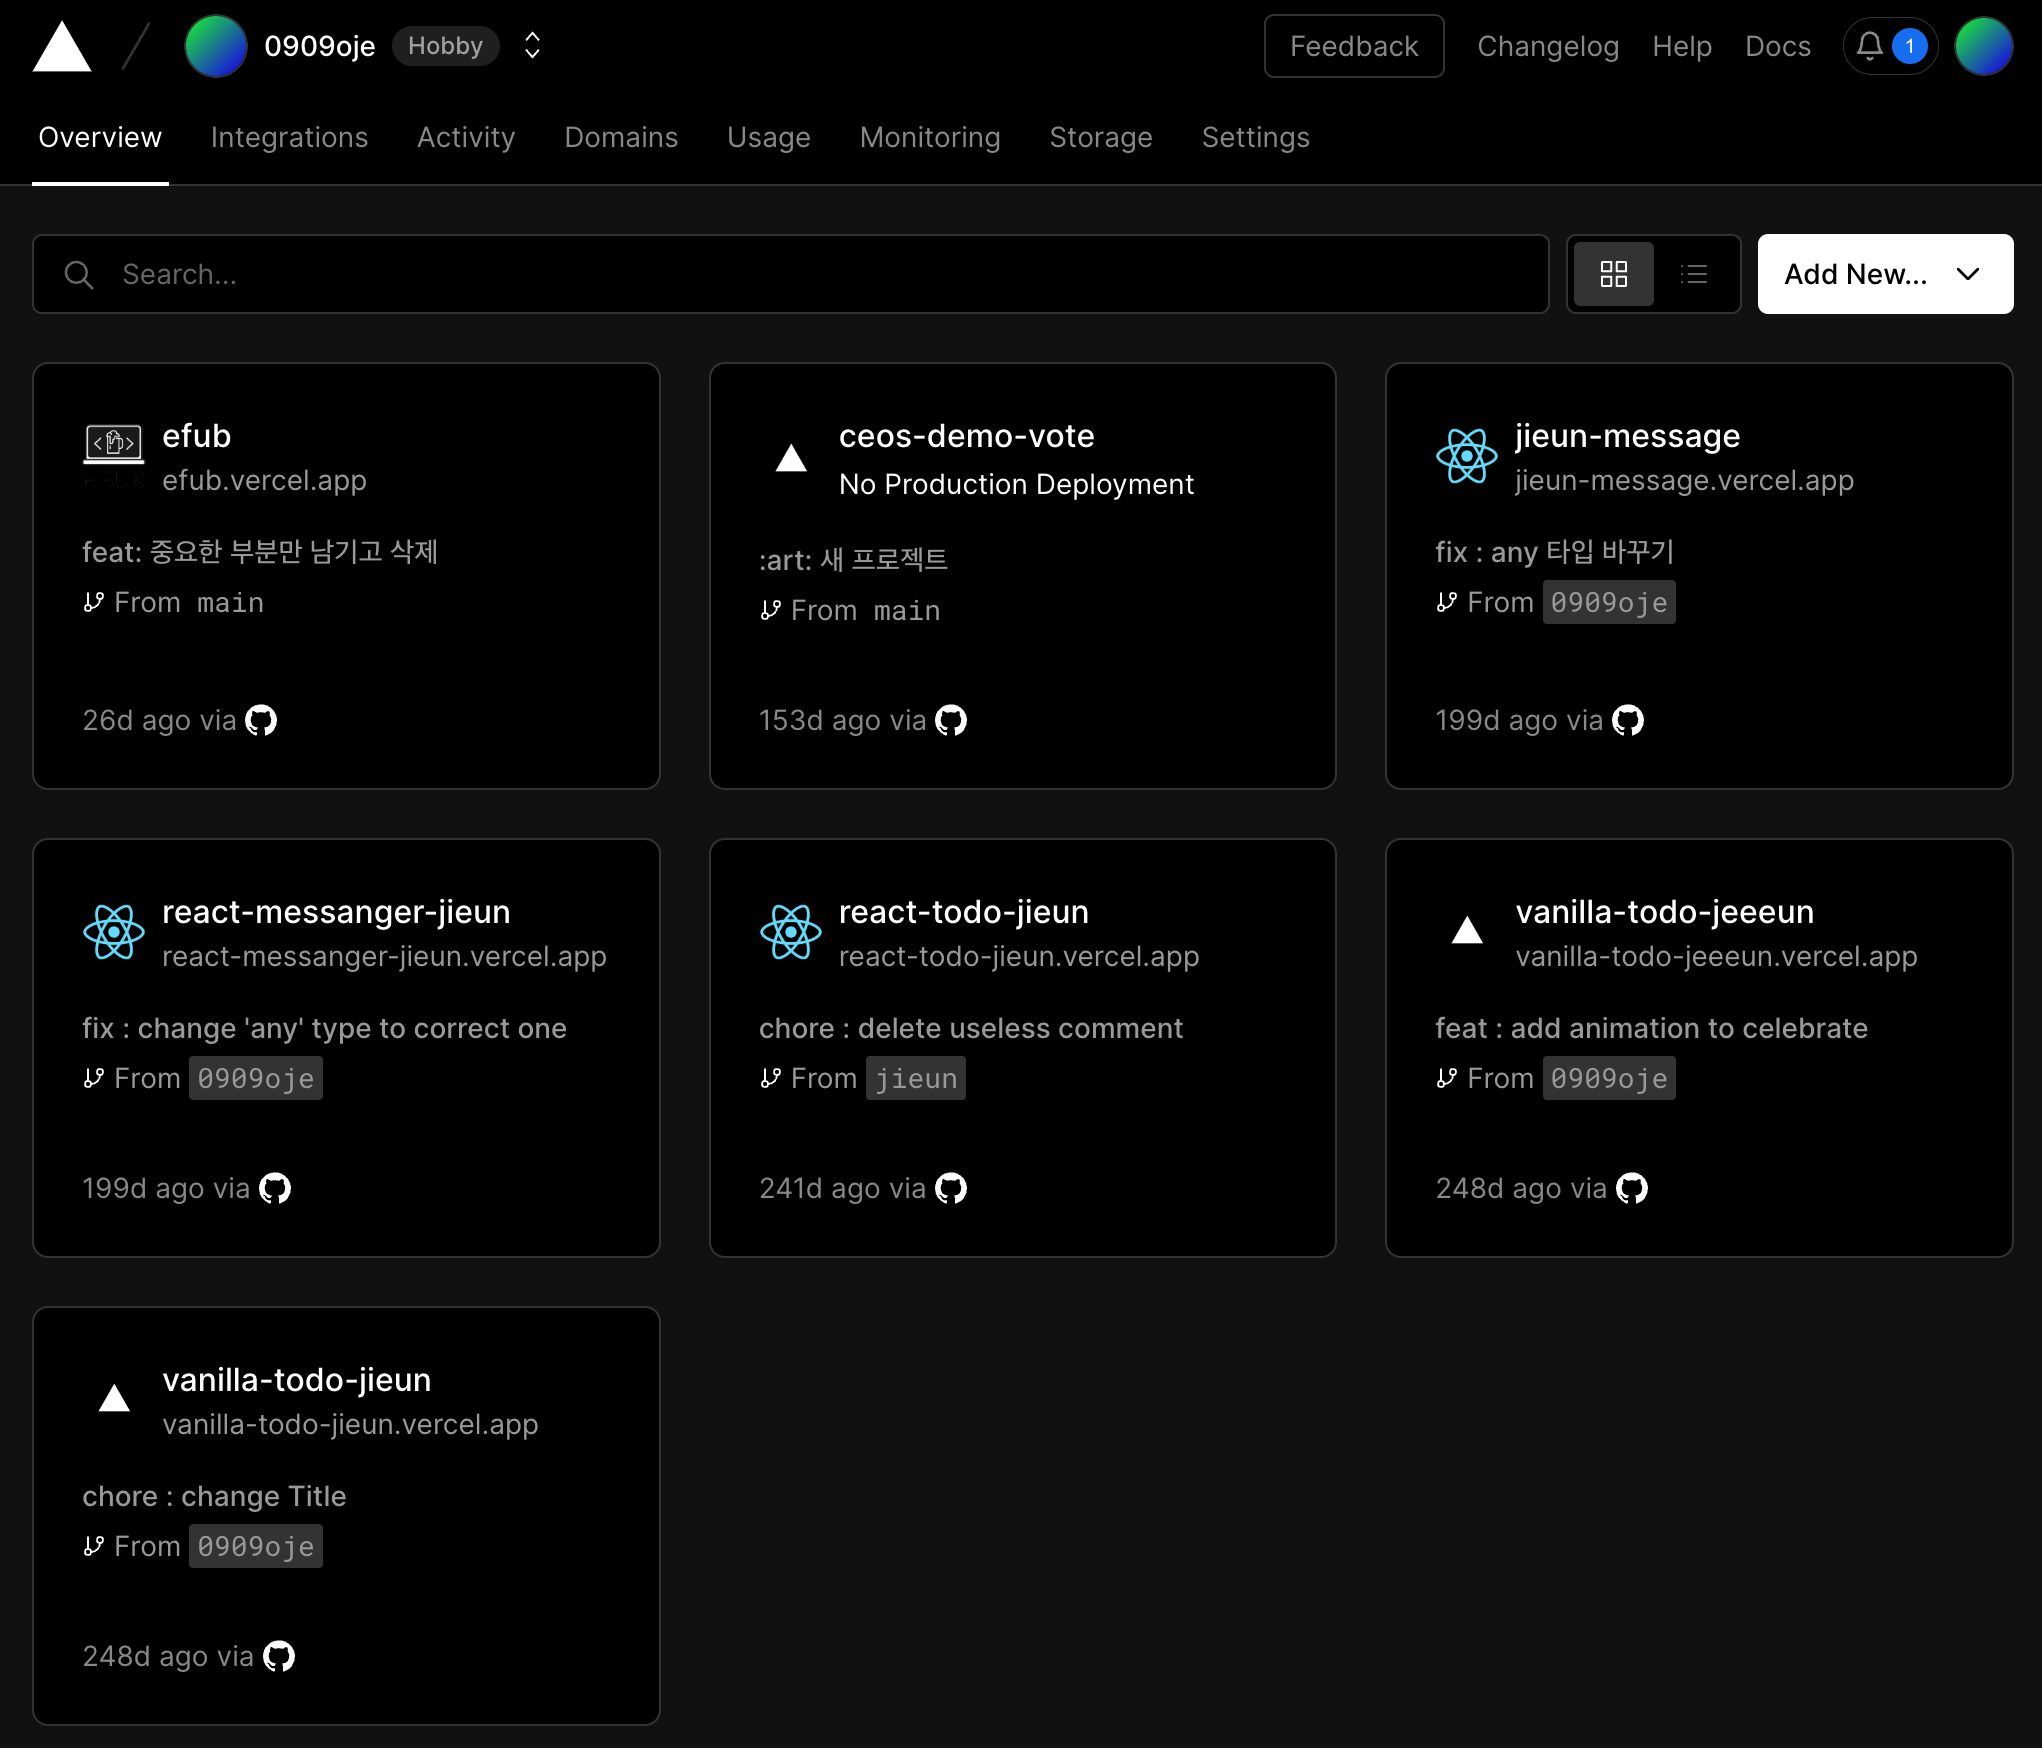 0909oje Hobby Feedback Changelog Help Docs 1
Overview Integrations Activity Domains Usage Monitoring Storage Settings
Search... Add New...
efub
efub.vercel.app
feat: 중요한 부분만 남기고 삭제
From main
26d ago via
ceos-demo-vote
No Production Deployment
:art: 새 프로젝트
From main
153d ago via
jieun-message
jieun-message.vercel.app
fix : any 타입 바꾸기
From 0909oje
199d ago via
react-messanger-jieun
react-messanger-jieun.vercel.app
fix : change 'any' type to correct one
From 0909oje
199d ago via
react-todo-jieun
react-todo-jieun.vercel.app
chore : delete useless comment
From jieun
241d ago via
vanilla-todo-jeeeun
vanilla-todo-jeeeun.vercel.app
feat : add animation to celebrate
From 0909oje
248d ago via
vanilla-todo-jieun
vanilla-todo-jieun.vercel.app
chore : change Title
From 0909oje
248d ago via